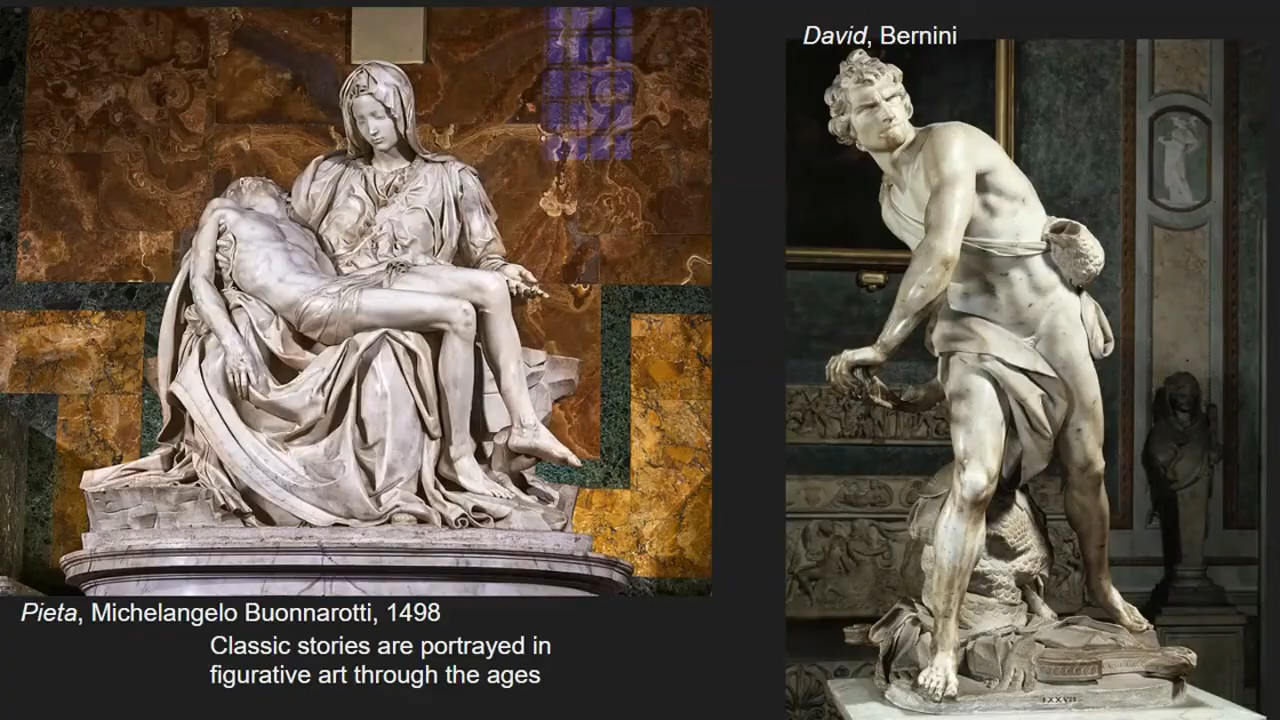 David, Bernini
Pieta, Michelangelo Buonnarotti, 1498
Classic stories are portrayed in
figurative art through the ages